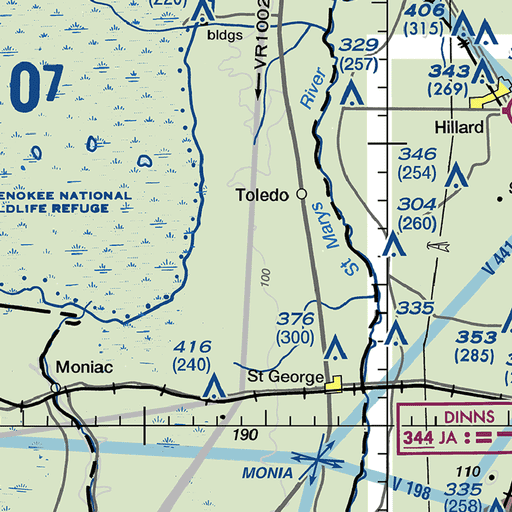 (220)
bldgs
VR1002
406
(315)
329
(257)
343
(269)
07
River
Hillard
346
(254)
ENOKEE NATIONAL
LDLIFE REFUGE
Toledo
304
(260)
St Marys
V 441
100
376
(300)
335
353
(285)
416
(240)
Moniac
St George
DINNS
344 JA
190
MONIA
110
V 198
335
(258)